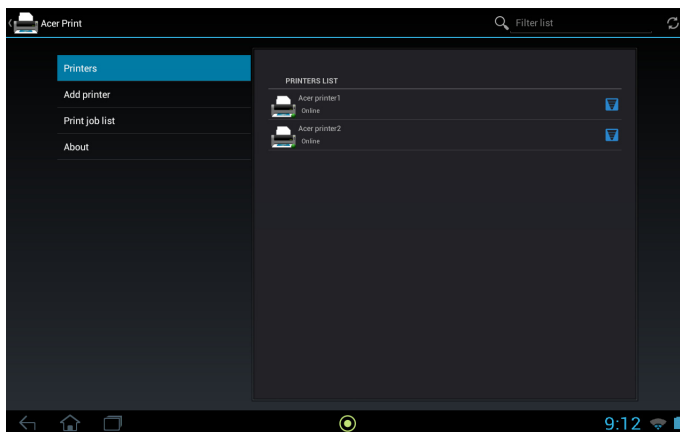 Acer Print
Filter list
Printers
Add printer
Print job list
About
PRINTERS LIST
Acer printer1
Online
Acer printer2
Online
9:12